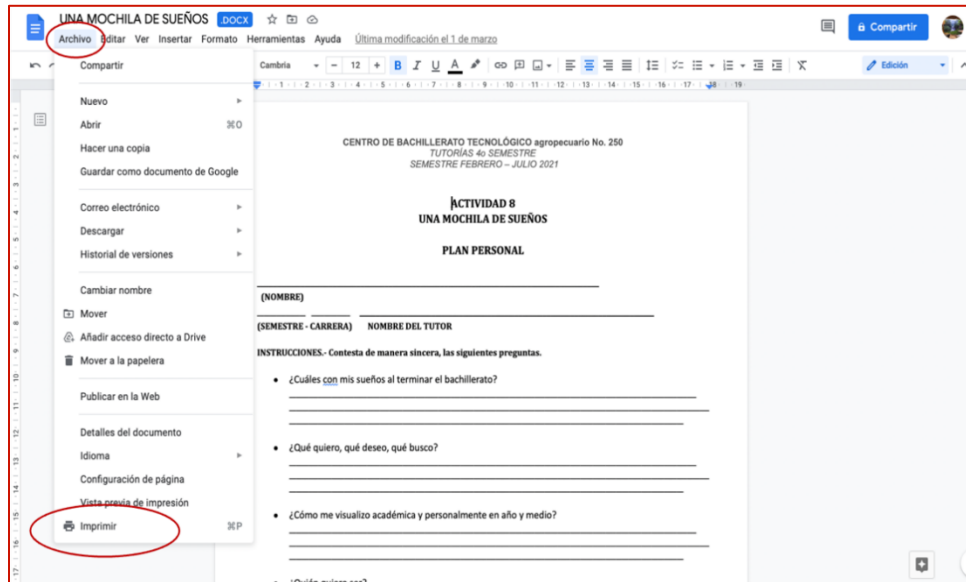 UNA MOCHILA DE SUEÑOS .DOCX
Archivo Editar Ver Insertar Formato Herramientas Ayuda Última modificación el 1 de marzo
Compartir
Cambria - 12 + B I U A
Edición
Compartir
Nuevo
Abrir ⌘O
Hacer una copia
Guardar como documento de Google
Correo electrónico
Descargar
Historial de versiones
Cambiar nombre
Mover
Añadir acceso directo a Drive
Mover a la papelera
Publicar en la Web
Detalles del documento
Idioma
Configuración de página
Vista previa de impresión
Imprimir ⌘P
CENTRO DE BACHILLERATO TECNOLÓGICO agropecuario No. 250
TUTORÍAS 4o SEMESTRE
SEMESTRE FEBRERO – JULIO 2021
ACTIVIDAD 8
UNA MOCHILA DE SUEÑOS
PLAN PERSONAL
(NOMBRE)
(SEMESTRE - CARRERA) NOMBRE DEL TUTOR
INSTRUCCIONES.- Contesta de manera sincera, las siguientes preguntas.
• ¿Cuáles con mis sueños al terminar el bachillerato?
• ¿Qué quiero, qué deseo, qué busco?
• ¿Cómo me visualizo académica y personalmente en año y medio?